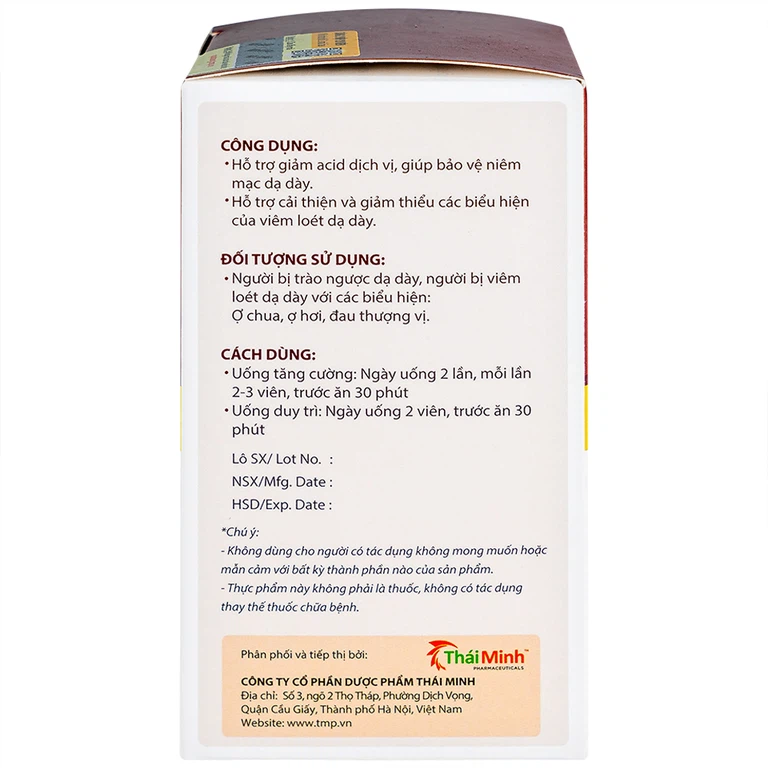 CÔNG DỤNG:
• Hỗ trợ giảm acid dịch vị, giúp bảo vệ niêm
mạc dạ dày.
• Hỗ trợ cải thiện và giảm thiểu các biểu hiện
của viêm loét dạ dày.
ĐỐI TƯỢNG SỬ DỤNG:
• Người bị trào ngược dạ dày, người bị viêm
loét dạ dày với các biểu hiện:
Ợ chua, ợ hơi, đau thượng vị.
CÁCH DÙNG:
• Uống tăng cường: Ngày uống 2 lần, mỗi lần
2-3 viên, trước ăn 30 phút
• Uống duy trì: Ngày uống 2 viên, trước ăn 30
phút
Lô SX/ Lot No. :
NSX/Mfg. Date :
HSD/Exp. Date :
*Chú ý:
- Không dùng cho người có tác dụng không mong muốn hoặc
mẫn cảm với bất kỳ thành phần nào của sản phẩm.
- Thực phẩm này không phải là thuốc, không có tác dụng
thay thế thuốc chữa bệnh.
Phân phối và tiếp thị bởi:
Thái Minh™
PHARMACEUTICALS
CÔNG TY CỔ PHẦN DƯỢC PHẨM THÁI MINH
Địa chỉ: Số 3, ngõ 2 Thọ Tháp, Phường Dịch Vọng,
Quận Cầu Giấy, Thành phố Hà Nội, Việt Nam
Website: www.tmp.vn